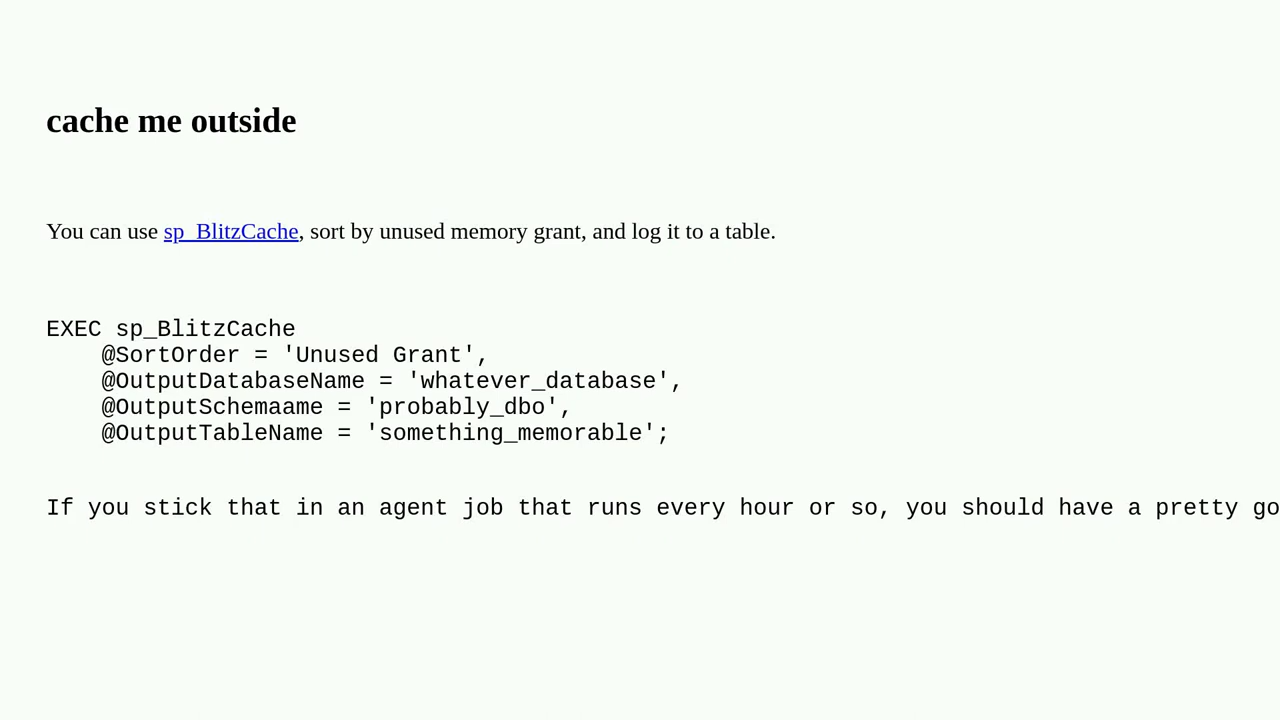 cache me outside
You can use sp_BlitzCache, sort by unused memory grant, and log it to a table.
EXEC sp_BlitzCache
    @SortOrder = 'Unused Grant',
    @OutputDatabaseName = 'whatever_database',
    @OutputSchemaame = 'probably_dbo',
    @OutputTableName = 'something_memorable';
If you stick that in an agent job that runs every hour or so, you should have a pretty go